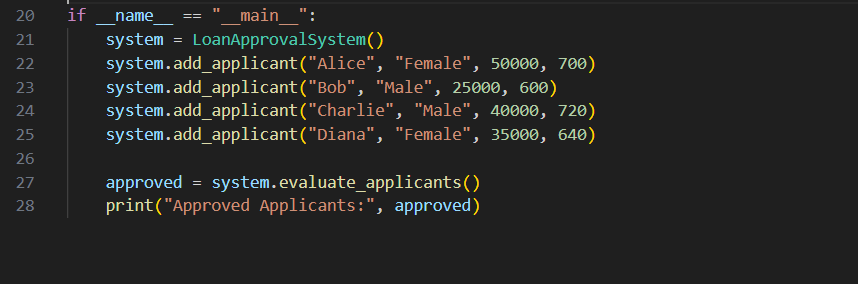 20 if __name__ == "__main__":
21     system = LoanApprovalSystem()
22     system.add_applicant("Alice", "Female", 50000, 700)
23     system.add_applicant("Bob", "Male", 25000, 600)
24     system.add_applicant("Charlie", "Male", 40000, 720)
25     system.add_applicant("Diana", "Female", 35000, 640)
26
27     approved = system.evaluate_applicants()
28     print("Approved Applicants:", approved)